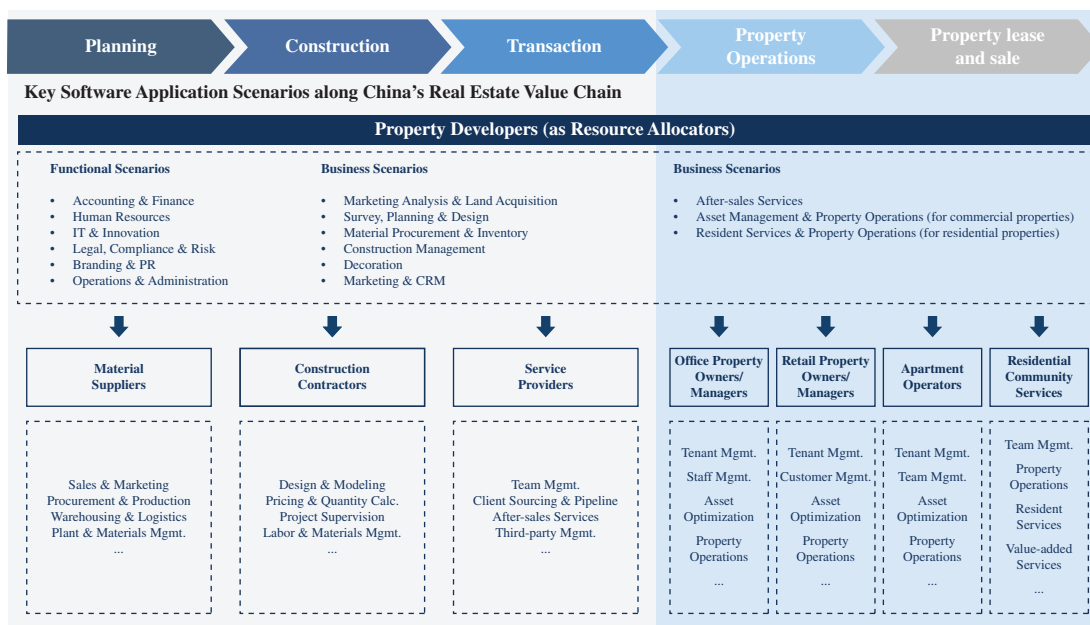 Planning
Construction
Transaction
Property
Operations
Property lease
and sale
Key Software Application Scenarios along China's Real Estate Value Chain
Property Developers (as Resource Allocators)
Functional Scenarios
• Accounting & Finance
• Human Resources
• IT & Innovation
• Legal, Compliance & Risk
• Branding & PR
• Operations & Administration
Business Scenarios
• Marketing Analysis & Land Acquisition
• Survey, Planning & Design
• Material Procurement & Inventory
• Construction Management
• Decoration
• Marketing & CRM
Business Scenarios
• After-sales Services
• Asset Management & Property Operations (for commercial properties)
• Resident Services & Property Operations (for residential properties)
Material
Suppliers
Sales & Marketing
Procurement & Production
Warehousing & Logistics
Plant & Materials Mgmt.
...
Construction
Contractors
Design & Modeling
Pricing & Quantity Calc.
Project Supervision
Labor & Materials Mgmt.
...
Service
Providers
Team Mgmt.
Client Sourcing & Pipeline
After-sales Services
Third-party Mgmt.
...
Office Property
Owners/
Managers
Tenant Mgmt.
Staff Mgmt.
Asset
Optimization
Property
Operations
...
Retail Property
Owners/
Managers
Tenant Mgmt.
Customer Mgmt.
Asset
Optimization
Property
Operations
...
Apartment
Operators
Tenant Mgmt.
Team Mgmt.
Asset
Optimization
Property
Operations
...
Residential
Community
Services
Team Mgmt.
Property
Operations
Resident
Services
Value-added
Services
...